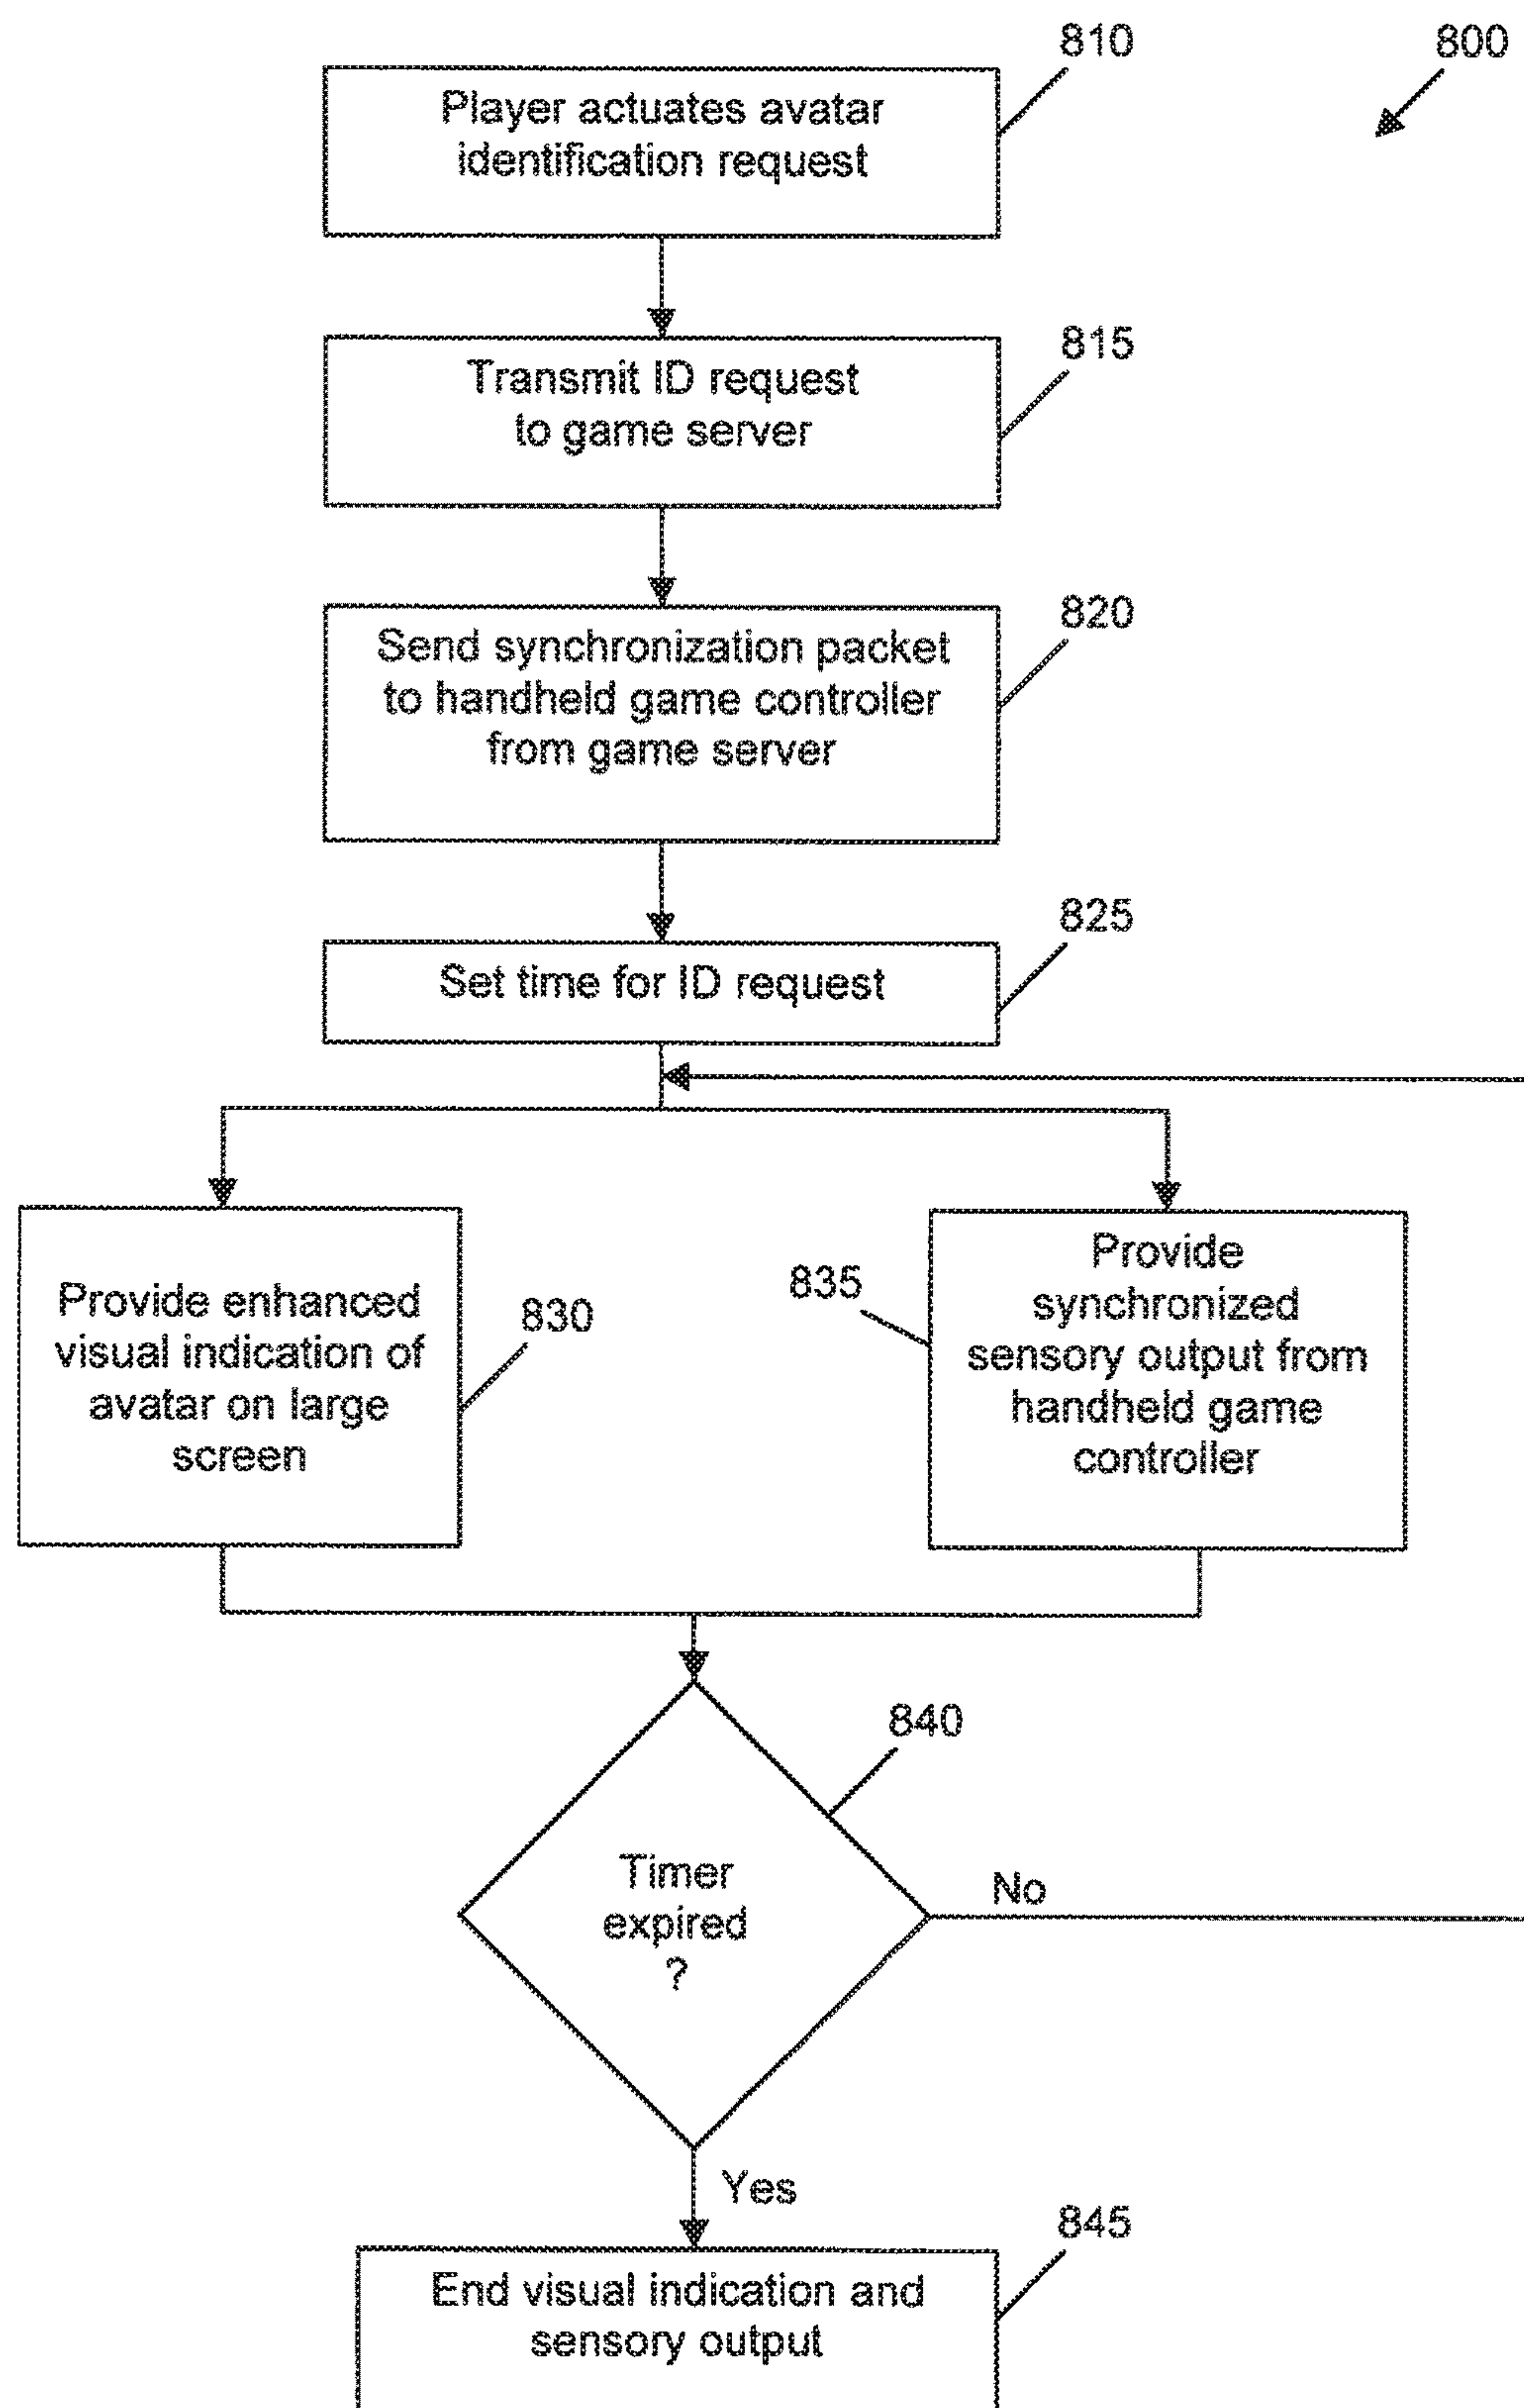 810
800
Player actuates avatar
identification request
815
Transmit ID request
to game server
820
Send synchronization packet
to handheld game controller
from game server
825
Set time for ID request
830
Provide enhanced
visual indication of
avatar on large
screen
835
Provide
synchronized
sensory output from
handheld game
controller
840
Timer
expired
?
No
Yes
845
End visual indication and
sensory output